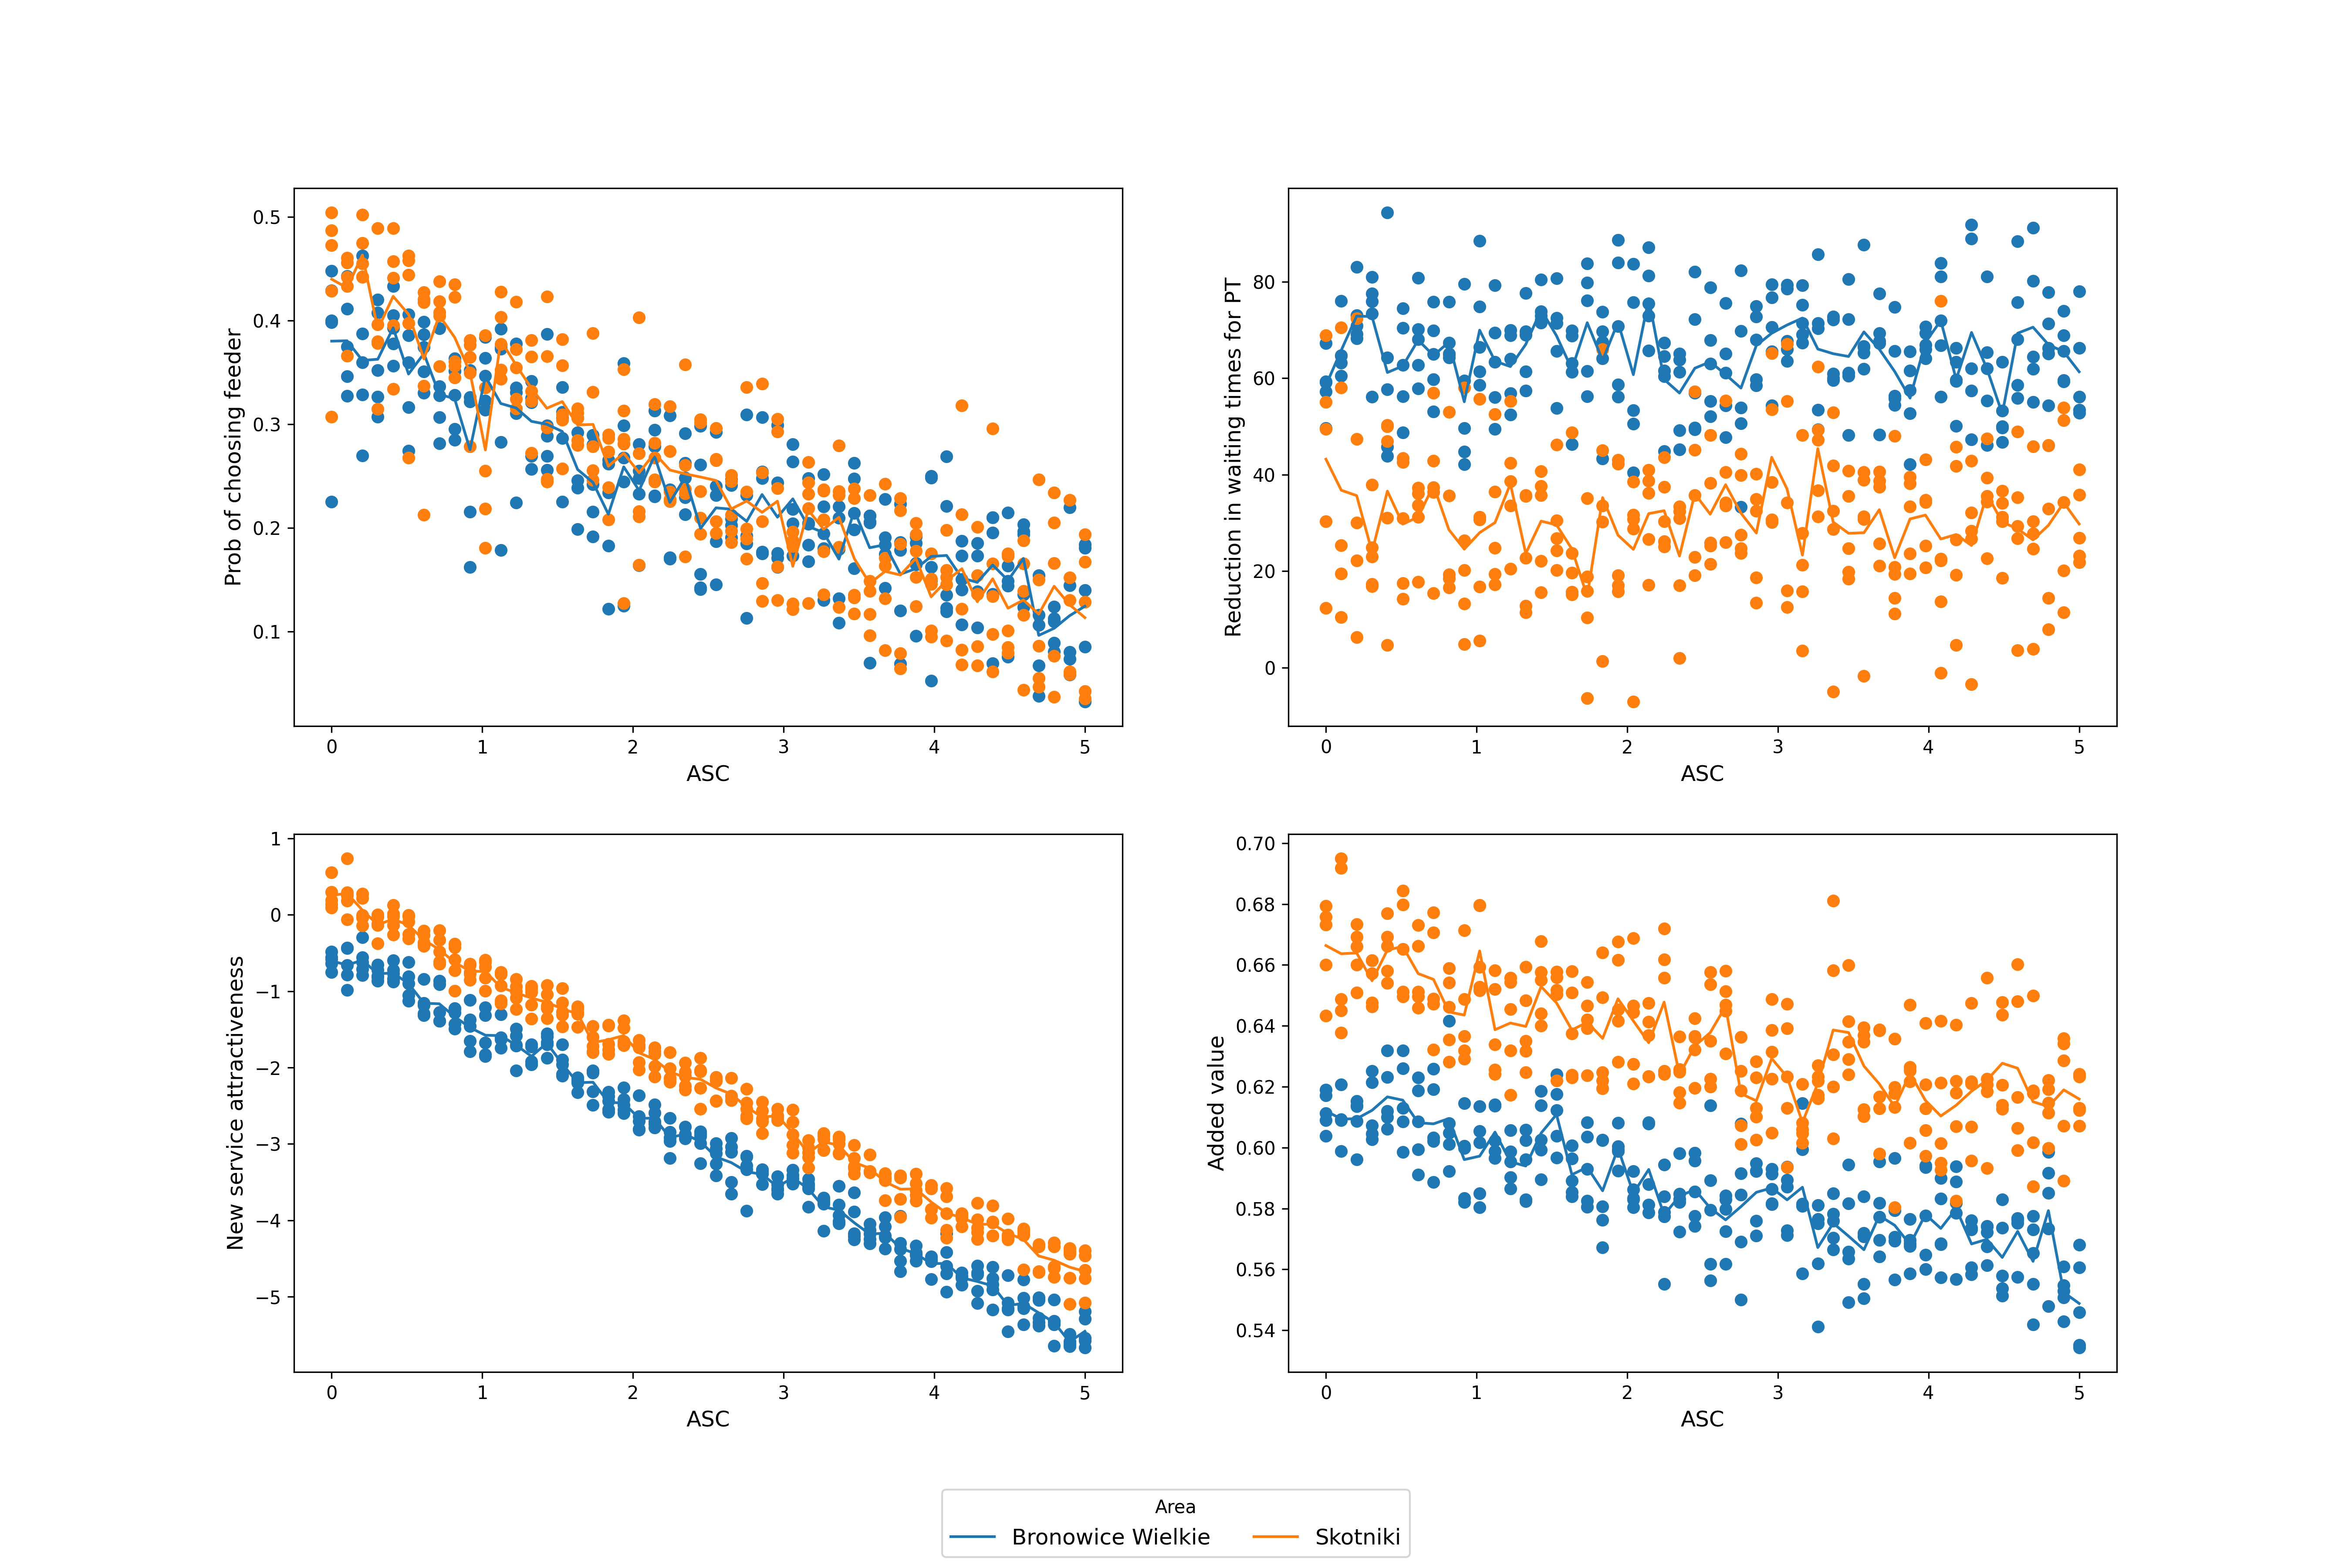 0.5
0.4
0.3
0.2
0.1
Prob of choosing feeder
0 1 2 3 4 5
ASC
80
60
40
20
0
Reduction in waiting times for PT
0 1 2 3 4 5
ASC
1
0
−1
−2
−3
−4
−5
New service attractiveness
0 1 2 3 4 5
ASC
0.70
0.68
0.66
0.64
0.62
0.60
0.58
0.56
0.54
Added value
0 1 2 3 4 5
ASC
Area
Bronowice Wielkie Skotniki